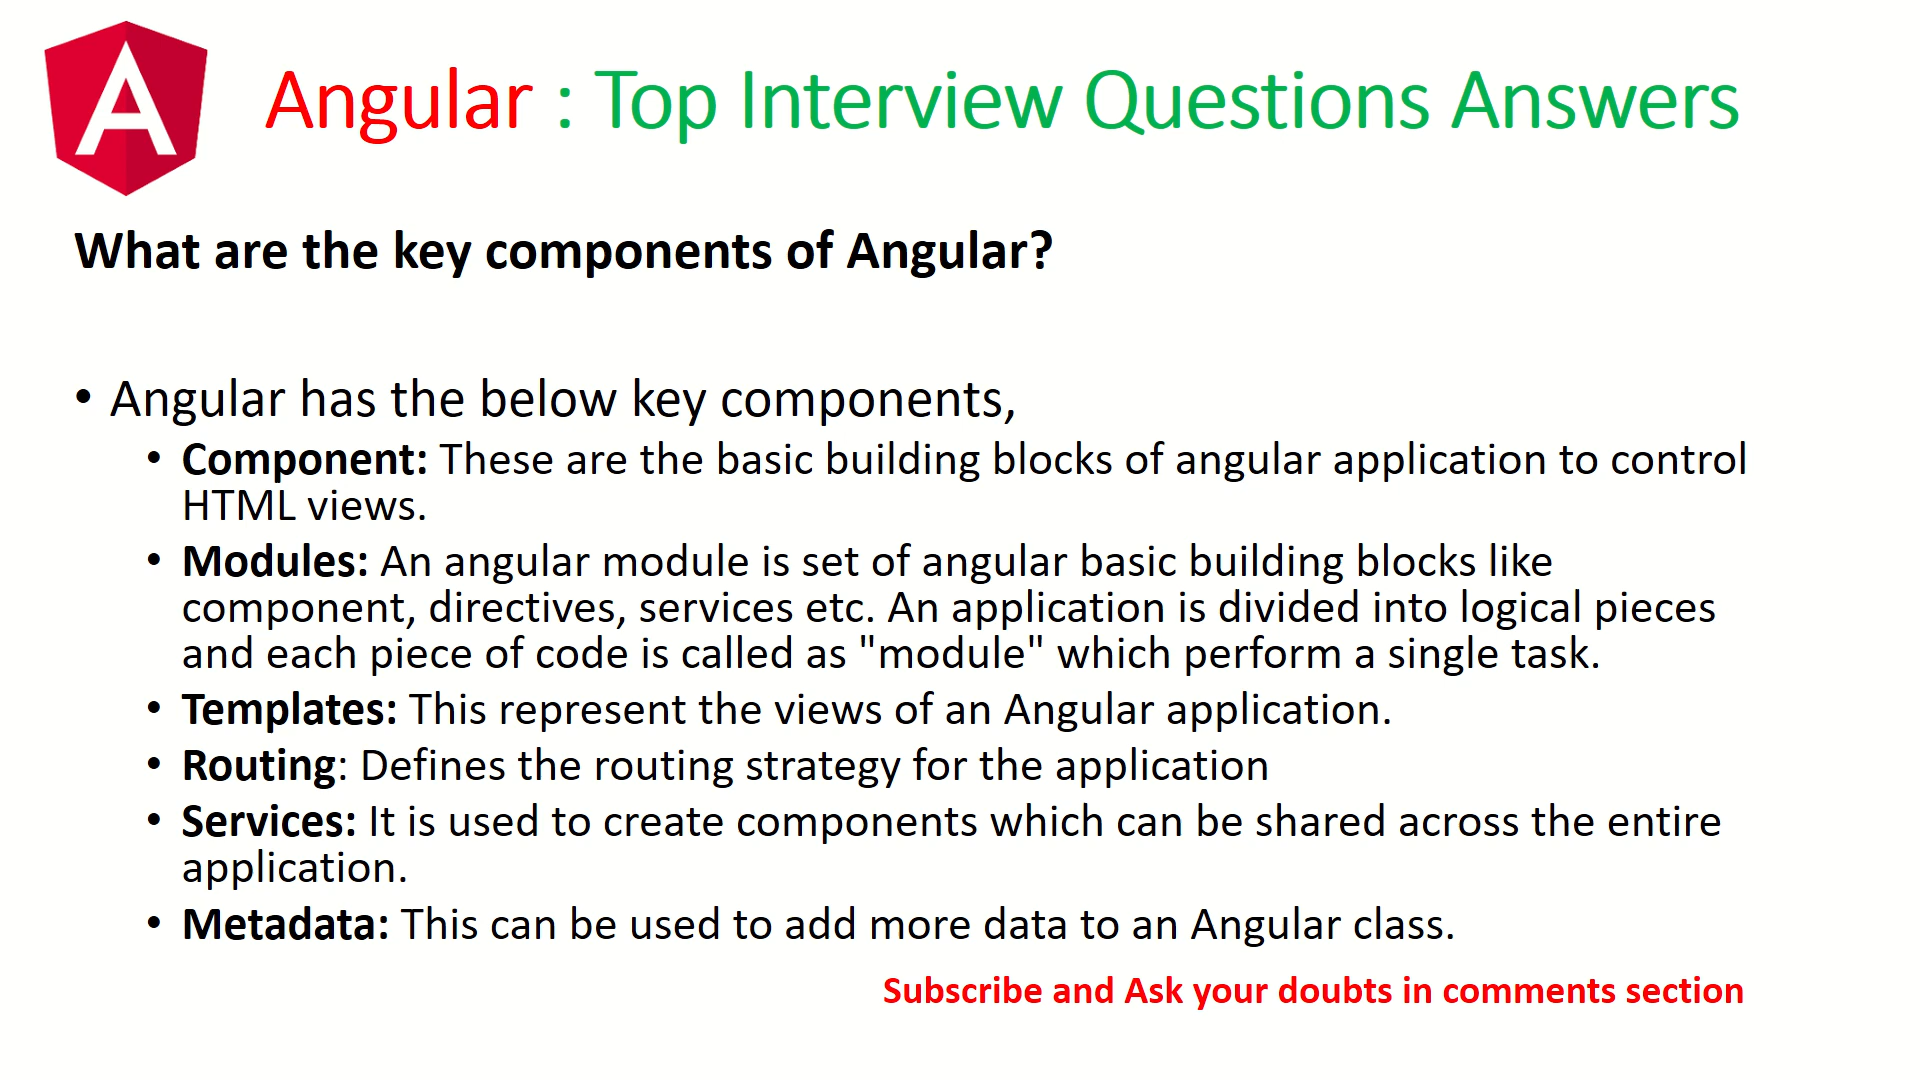 A
Angular : Top Interview Questions Answers
What are the key components of Angular?
• Angular has the below key components,
• Component: These are the basic building blocks of angular application to control
HTML views.
• Modules: An angular module is set of angular basic building blocks like
component, directives, services etc. An application is divided into logical pieces
and each piece of code is called as "module" which perform a single task.
• Templates: This represent the views of an Angular application.
• Routing: Defines the routing strategy for the application
• Services: It is used to create components which can be shared across the entire
application.
• Metadata: This can be used to add more data to an Angular class.
Subscribe and Ask your doubts in comments section